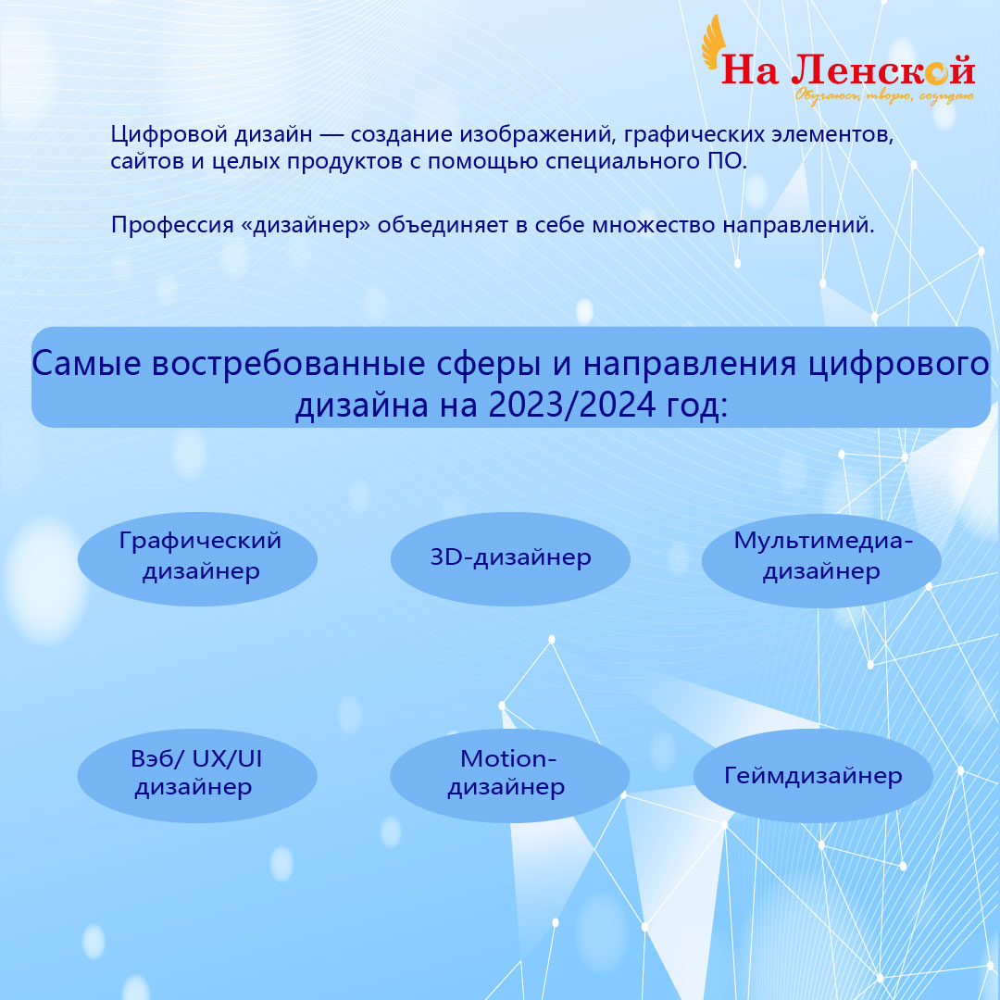 На Ленской
Обучаюсь, творю, созидаю
Цифровой дизайн — создание изображений, графических элементов,
сайтов и целых продуктов с помощью специального ПО.
Профессия «дизайнер» объединяет в себе множество направлений.
Самые востребованные сферы и направления цифрового
дизайна на 2023/2024 год:
Графический
дизайнер
3D-дизайнер
Мультимедиа-
дизайнер
Вэб/ UX/UI
дизайнер
Motion-
дизайнер
Геймдизайнер